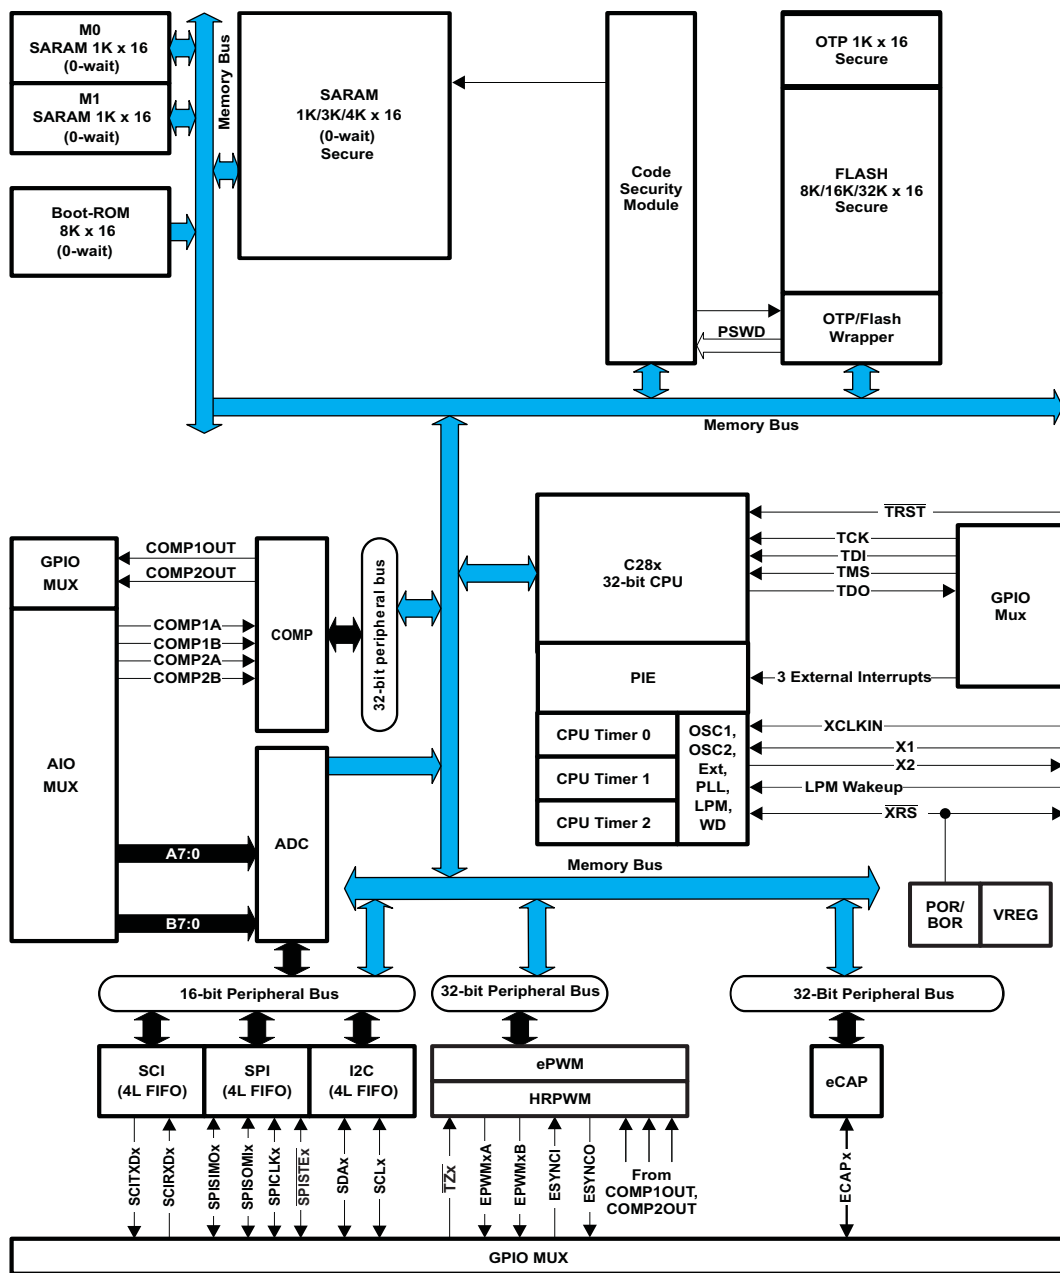 M0
SARAM 1K x 16
(0-wait)
M1
SARAM 1K x 16
(0-wait)
Boot-ROM
8K x 16
(0-wait)
Memory Bus
SARAM
1K/3K/4K x 16
(0-wait)
Secure
Code
Security
Module
OTP 1K x 16
Secure
FLASH
8K/16K/32K x 16
Secure
OTP/Flash
Wrapper
PSWD
Memory Bus
GPIO
MUX
COMP1OUT
COMP2OUT
AIO
MUX
COMP1A
COMP1B
COMP2A
COMP2B
COMP
32-bit peripheral bus
A7:0
B7:0
ADC
C28x
32-bit CPU
PIE
CPU Timer 0
CPU Timer 1
CPU Timer 2
OSC1,
OSC2,
Ext,
PLL,
LPM,
WD
TRST
TCK
TDI
TMS
TDO
GPIO
Mux
3 External Interrupts
XCLKIN
X1
X2
LPM Wakeup
XRS
POR/
BOR
VREG
Memory Bus
16-bit Peripheral Bus
32-bit Peripheral Bus
32-Bit Peripheral Bus
SCI
(4L FIFO)
SPI
(4L FIFO)
I2C
(4L FIFO)
ePWM
HRPWM
eCAP
SCITXDx
SCIRXDx
SPISIMOx
SPISOMIx
SPICLKx
SPISTEx
SDAx
SCLx
TZx
EPWMxA
EPWMxB
ESYNCI
ESYNCO
From
COMP1OUT,
COMP2OUT
ECAPx
GPIO MUX